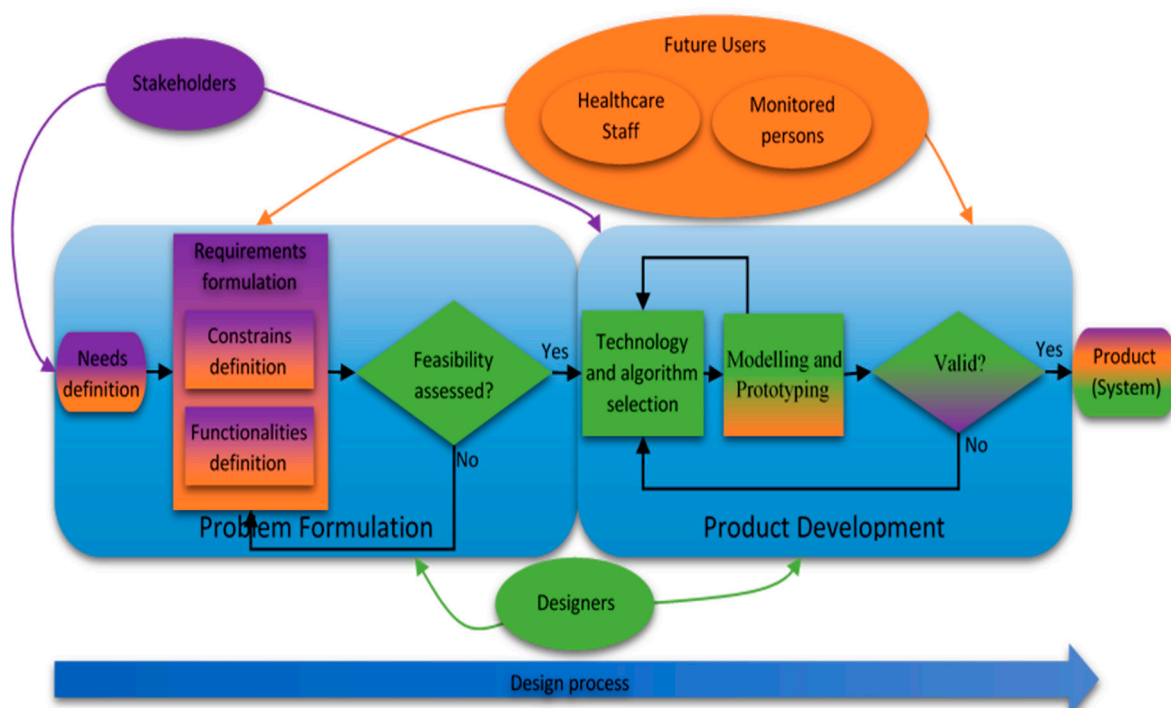 Future Users
Stakeholders
Healthcare
Staff
Monitored
persons
Requirements
formulation
Constrains
definition
Functionalities
definition
Needs
definition
Feasibility
assessed?
Yes
No
Problem Formulation
Technology
and algorithm
selection
Modelling and
Prototyping
Valid?
Yes
No
Product
(System)
Product Development
Designers
Design process